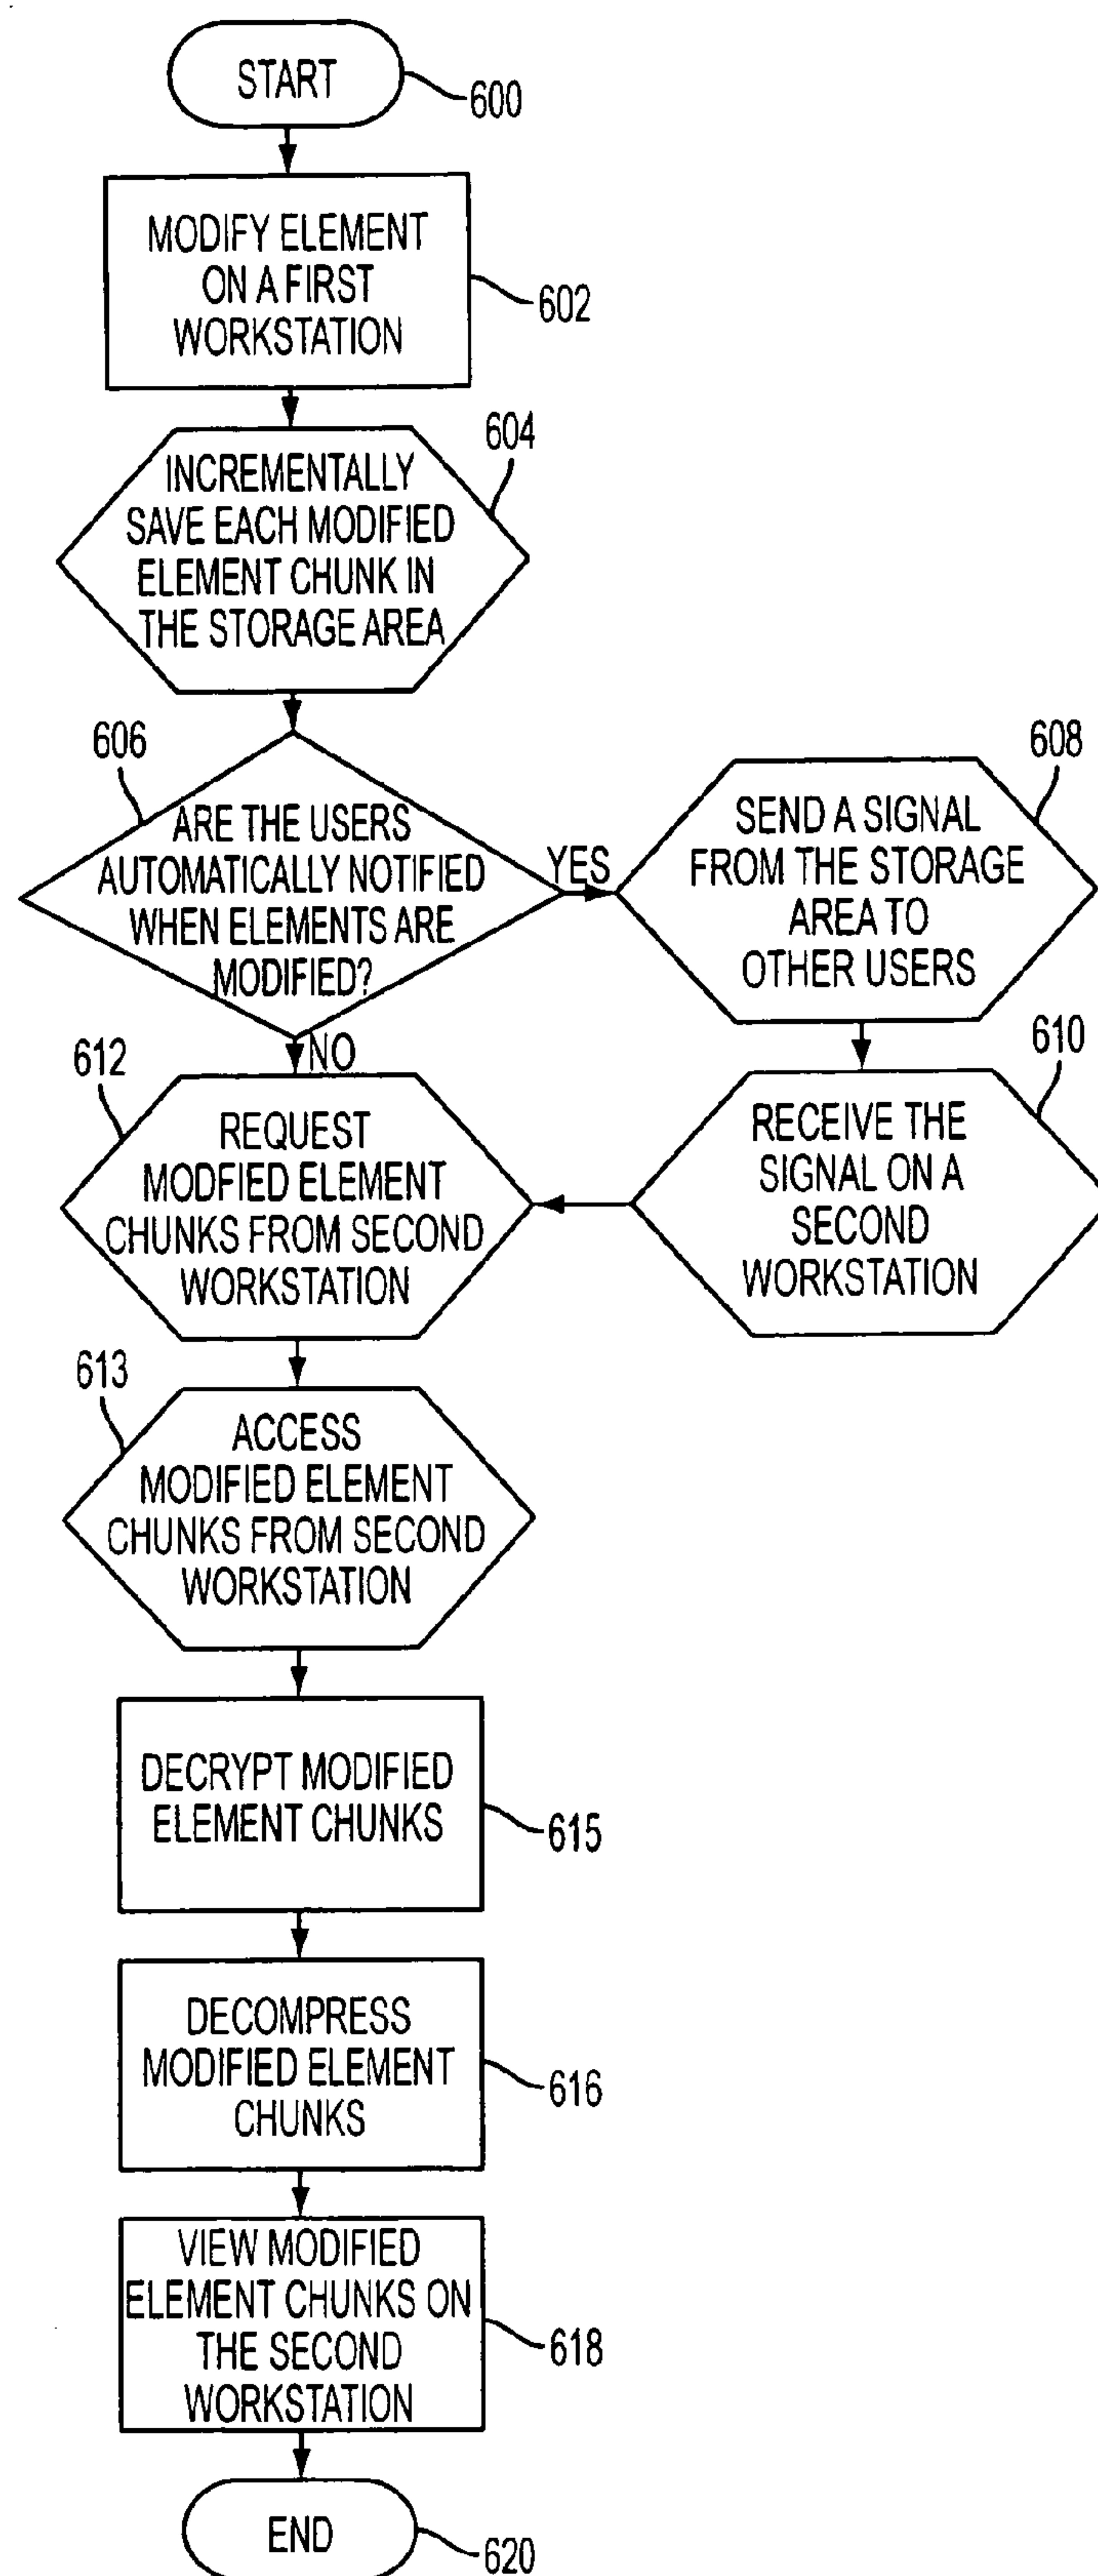 START
600
MODIFY ELEMENT
ON A FIRST
WORKSTATION
602
604
INCREMENTALLY
SAVE EACH MODIFIED
ELEMENT CHUNK IN
THE STORAGE AREA
606
ARE THE USERS
AUTOMATICALLY NOTIFIED
WHEN ELEMENTS ARE
MODIFIED?
YES
608
SEND A SIGNAL
FROM THE STORAGE
AREA TO
OTHER USERS
NO
610
RECEIVE THE
SIGNAL ON A
SECOND
WORKSTATION
612
REQUEST
MODFIED ELEMENT
CHUNKS FROM SECOND
WORKSTATION
613
ACCESS
MODIFIED ELEMENT
CHUNKS FROM SECOND
WORKSTATION
DECRYPT MODIFIED
ELEMENT CHUNKS
615
DECOMPRESS
MODIFIED ELEMENT
CHUNKS
616
VIEW MODIFIED
ELEMENT CHUNKS ON
THE SECOND
WORKSTATION
618
END
620